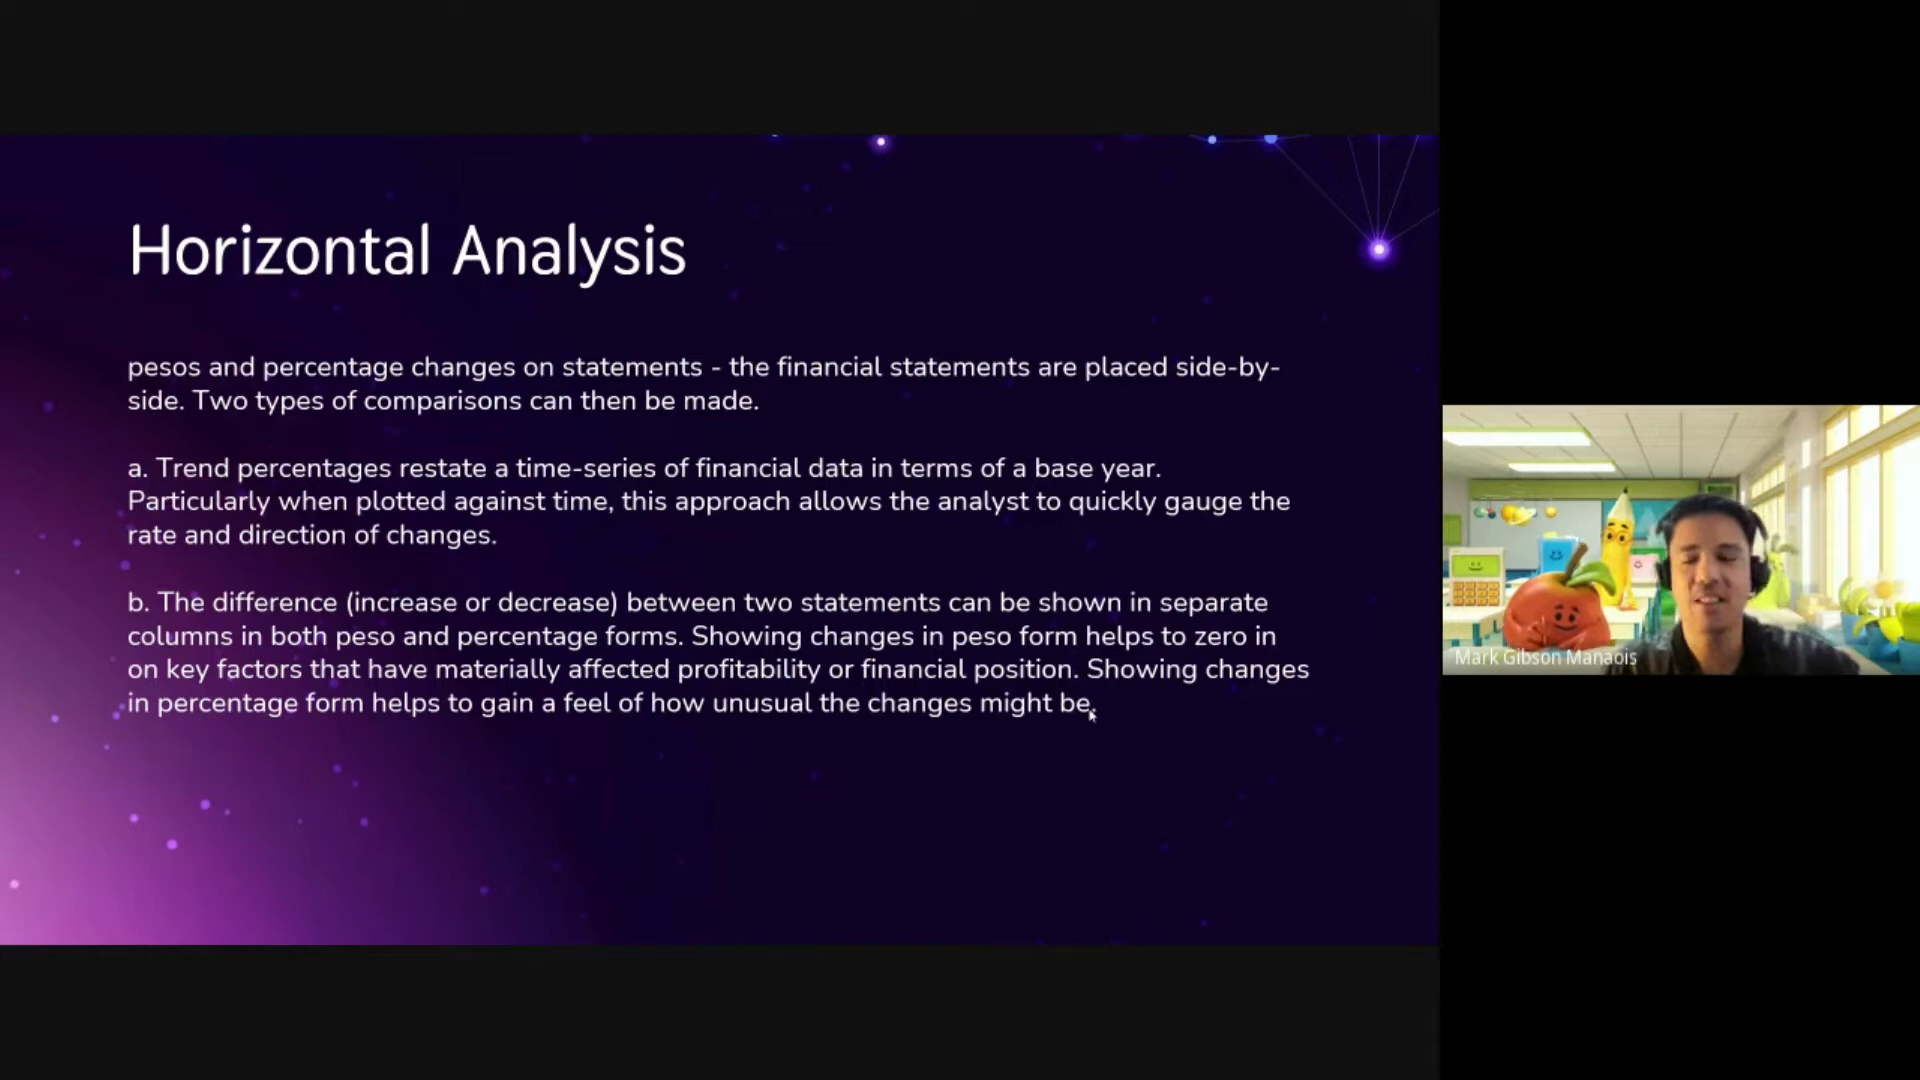 Horizontal Analysis
pesos and percentage changes on statements - the financial statements are placed side-by-
side. Two types of comparisons can then be made.
a. Trend percentages restate a time-series of financial data in terms of a base year.
Particularly when plotted against time, this approach allows the analyst to quickly gauge the
rate and direction of changes.
b. The difference (increase or decrease) between two statements can be shown in separate
columns in both peso and percentage forms. Showing changes in peso form helps to zero in
on key factors that have materially affected profitability or financial position. Showing changes
in percentage form helps to gain a feel of how unusual the changes might be.
Mark Gibson Manaois